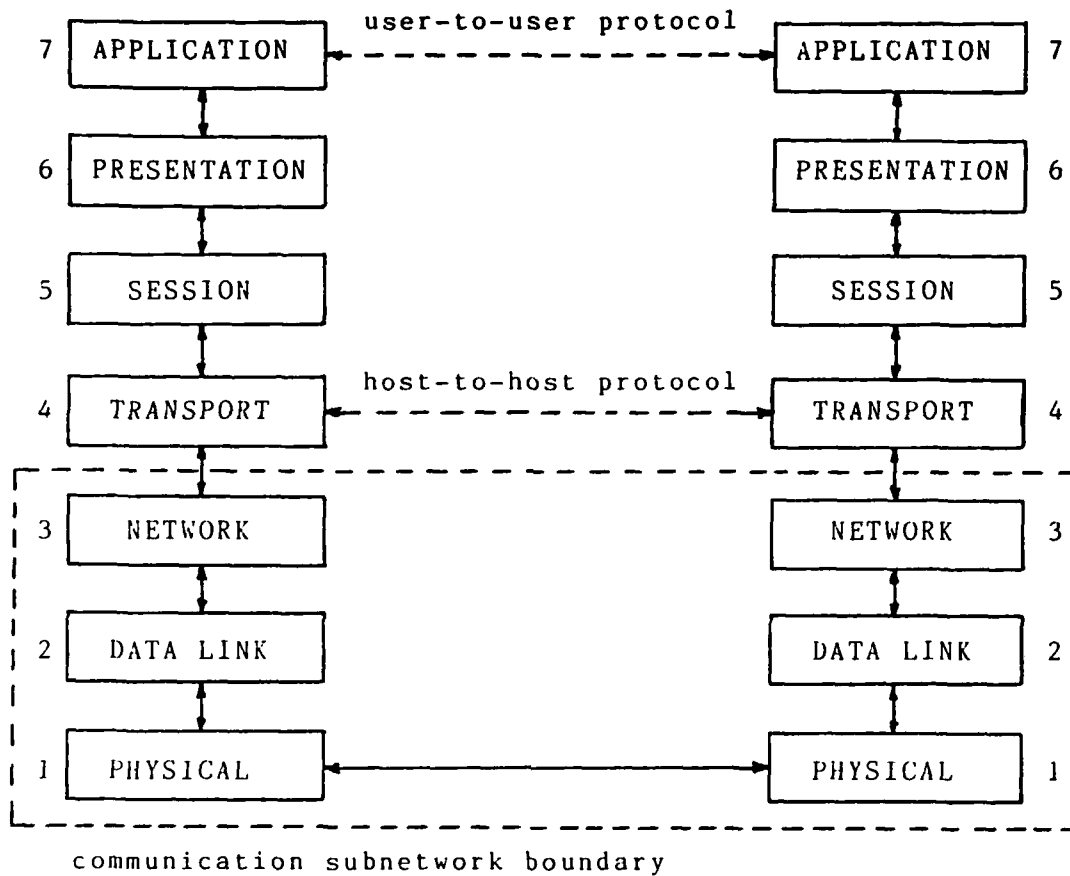 user-to-user protocol
7 APPLICATION APPLICATION 7
6 PRESENTATION PRESENTATION 6
5 SESSION SESSION 5
host-to-host protocol
4 TRANSPORT TRANSPORT 4
3 NETWORK NETWORK 3
2 DATA LINK DATA LINK 2
1 PHYSICAL PHYSICAL 1
communication subnetwork boundary